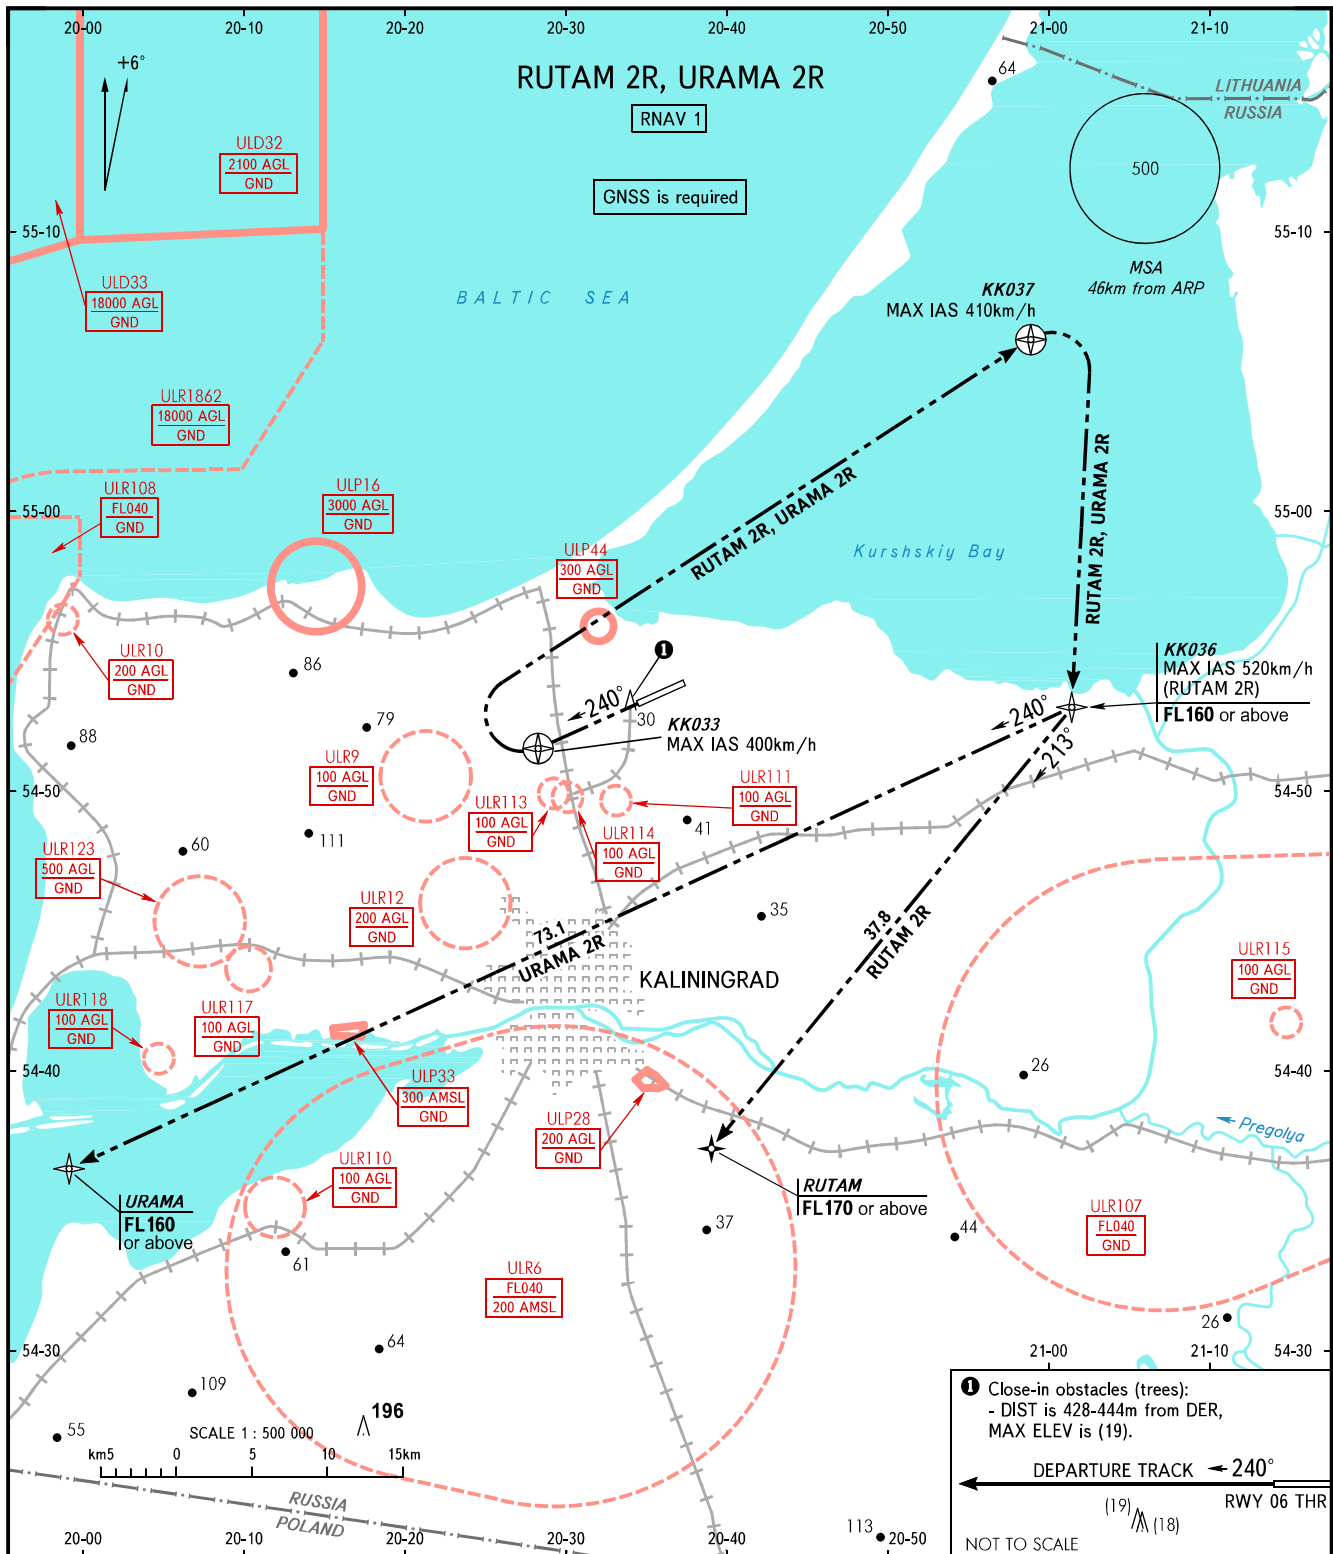 20-00
20-10
20-20
20-30
20-40
20-50
21-00
21-10
+6°
RUTAM 2R, URAMA 2R
64
RNAV 1
LITHUANIA
RUSSIA
ULD32
2100 AGL
GND
500
GNSS is required
55-10
55-10
MSA
46km from ARP
ULD33
18000 AGL
GND
BALTIC SEA
KK037
MAX IAS 410km/h
ULR1862
18000 AGL
GND
RUTAM 2R, URAMA 2R
RUTAM 2R, URAMA 2R
ULR108
FL040
GND
ULP16
3000 AGL
GND
55-00
55-00
ULP44
300 AGL
GND
Kurshskiy Bay
ULR10
200 AGL
GND
86
1
KK036
MAX IAS 520km/h
(RUTAM 2R)
FL160 or above
240°
240°
213°
30
79
KK033
MAX IAS 400km/h
88
ULR9
100 AGL
GND
54-50
54-50
ULR113
100 AGL
GND
ULR111
100 AGL
GND
41
111
60
ULR114
100 AGL
GND
ULR123
500 AGL
GND
ULR12
200 AGL
GND
35
73.1
URAMA 2R
37.8
RUTAM 2R
KALININGRAD
ULR115
100 AGL
GND
ULR118
100 AGL
GND
ULR117
100 AGL
GND
54-40
54-40
ULP33
300 AMSL
GND
26
ULP28
200 AGL
GND
Pregolya
ULR110
100 AGL
GND
URAMA
FL160
or above
RUTAM
FL170 or above
ULR107
FL040
GND
37
44
61
ULR6
FL040
200 AMSL
26
64
54-30
21-00
21-10
54-30
109
196
55
SCALE 1 : 500 000
km5
0
5
10
15km
1 Close-in obstacles (trees):
- DIST is 428-444m from DER,
MAX ELEV is (19).
DEPARTURE TRACK 240°
RWY 06 THR
(19)
(18)
NOT TO SCALE
RUSSIA
POLAND
113
20-00
20-10
20-20
20-30
20-40
20-50